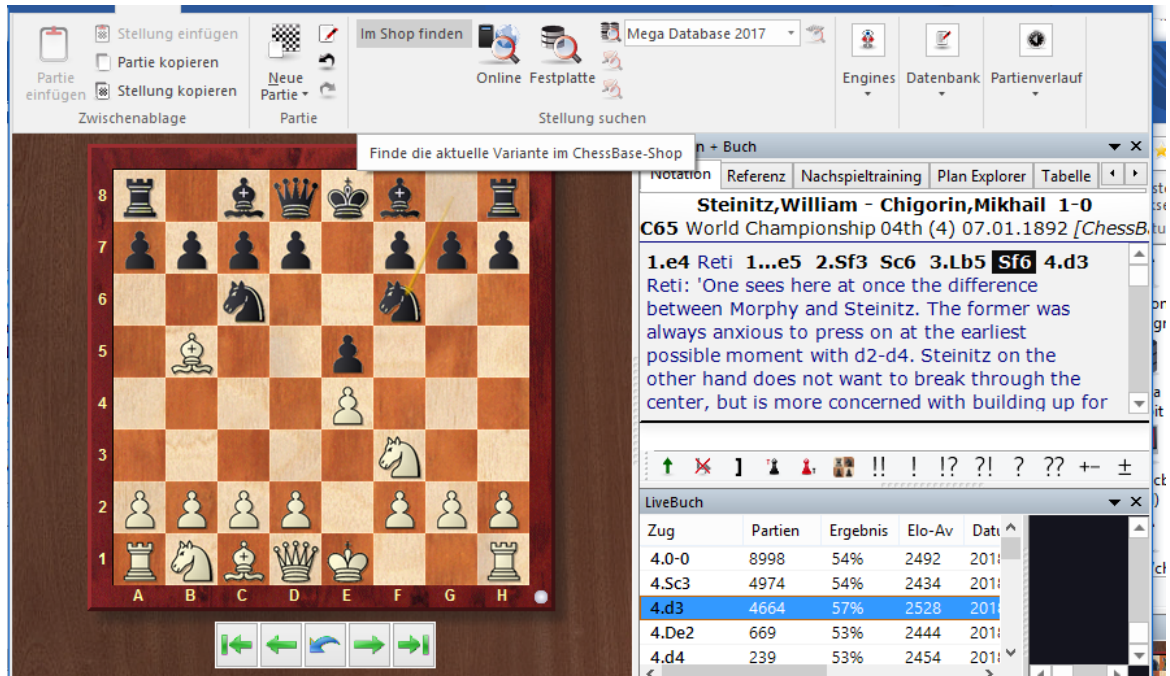 Stellung einfügen
Partie kopieren
Stellung kopieren
Partie
einfügen
Zwischenablage
Neue
Partie
Partie
Im Shop finden
Online
Festplatte
Mega Database 2017
Stellung suchen
Engines
Datenbank
Partienverlauf
Finde die aktuelle Variante im ChessBase-Shop
n + Buch
Notation Referenz Nachspieltraining Plan Explorer Tabelle
Steinitz,William - Chigorin,Mikhail 1-0
C65 World Championship 04th (4) 07.01.1892 [ChessB
1.e4 Reti 1...e5 2.Sf3 Sc6 3.Lb5 Sf6 4.d3
Reti: 'One sees here at once the difference
between Morphy and Steinitz. The former was
always anxious to press on at the earliest
possible moment with d2-d4. Steinitz on the
other hand does not want to break through the
center, but is more concerned with building up for
8
7
6
5
4
3
2
1
A B C D E F G H
] !! ! !? ?! ? ?? +− ±
LiveBuch
Zug Partien Ergebnis Elo-Av
4.0-0 8998 54% 2492 201
4.Sc3 4974 54% 2434 201
4.d3 4664 57% 2528 201
4.De2 669 53% 2444 201
4.d4 239 53% 2454 201